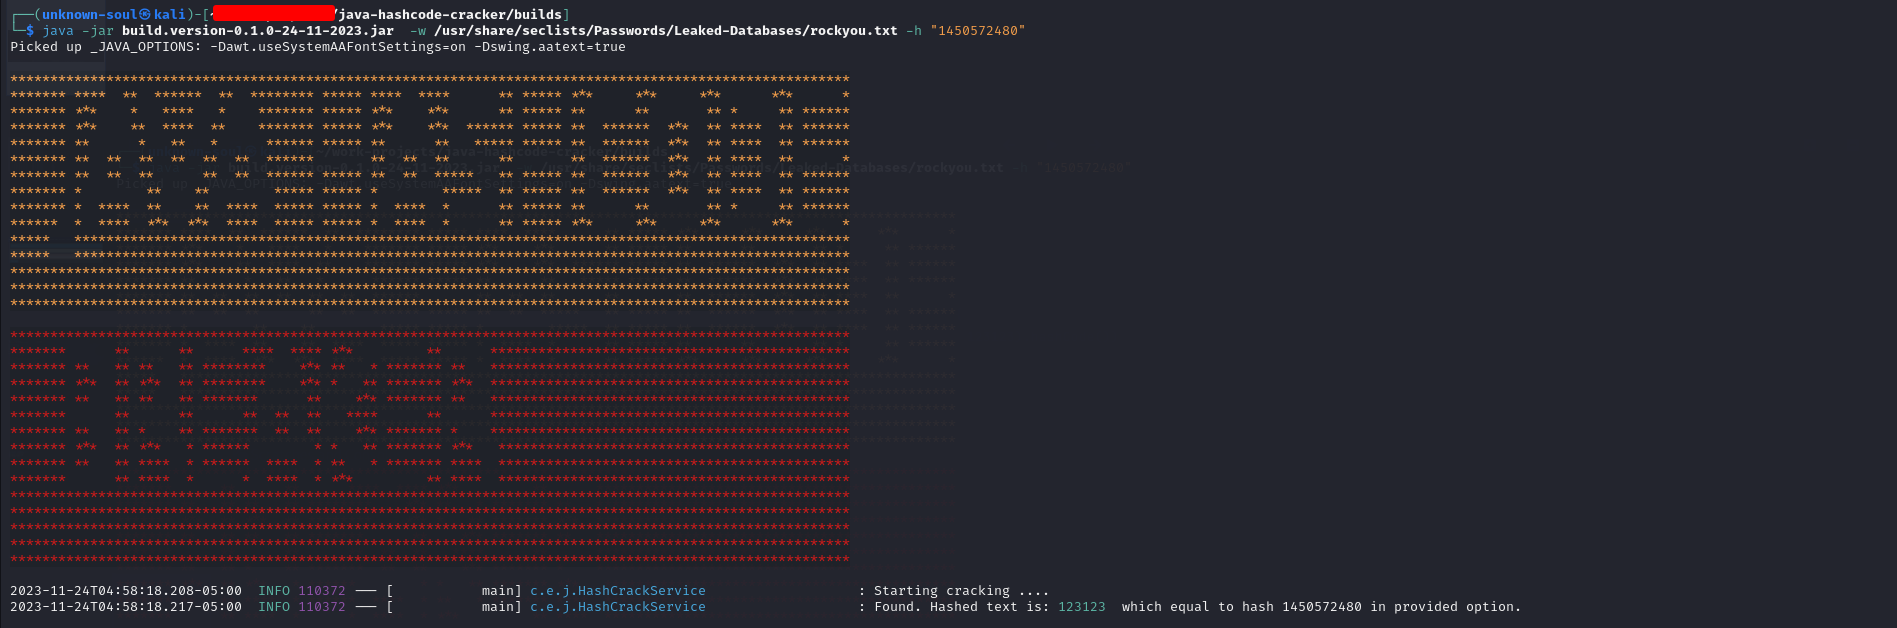 ┌──(unknown-soul㉿kali)-[~/java-hashcode-cracker/builds]
└─$ java -jar build.version-0.1.0-24-11-2023.jar -w /usr/share/seclists/Passwords/Leaked-Databases/rockyou.txt -h "1450572480"
Picked up _JAVA_OPTIONS: -Dawt.useSystemAAFontSettings=on -Dswing.aatext=true
2023-11-24T04:58:18.208-05:00 INFO 110372 --- [ main] c.e.j.HashCrackService : Starting cracking ....
2023-11-24T04:58:18.217-05:00 INFO 110372 --- [ main] c.e.j.HashCrackService : Found. Hashed text is: 123123 which equal to hash 1450572480 in provided option.